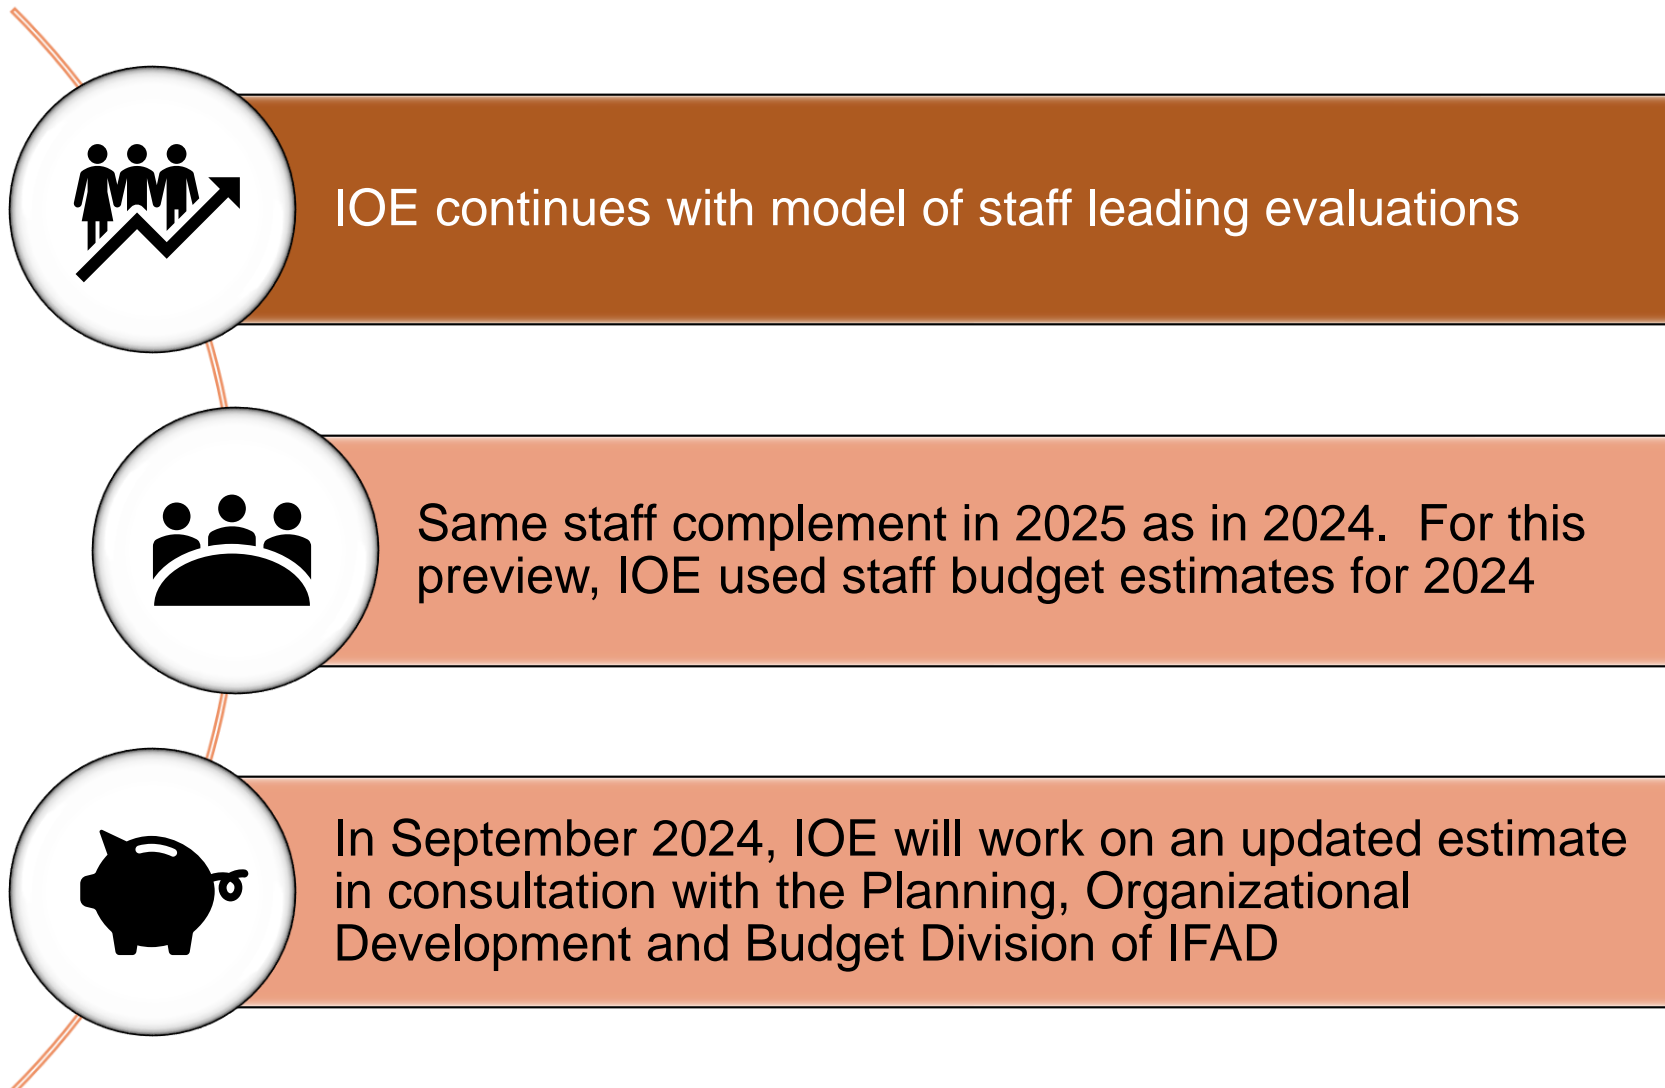 IOE continues with model of staff leading evaluations
Same staff complement in 2025 as in 2024.  For this
preview, IOE used staff budget estimates for 2024
In September 2024, IOE will work on an updated estimate
in consultation with the Planning, Organizational
Development and Budget Division of IFAD